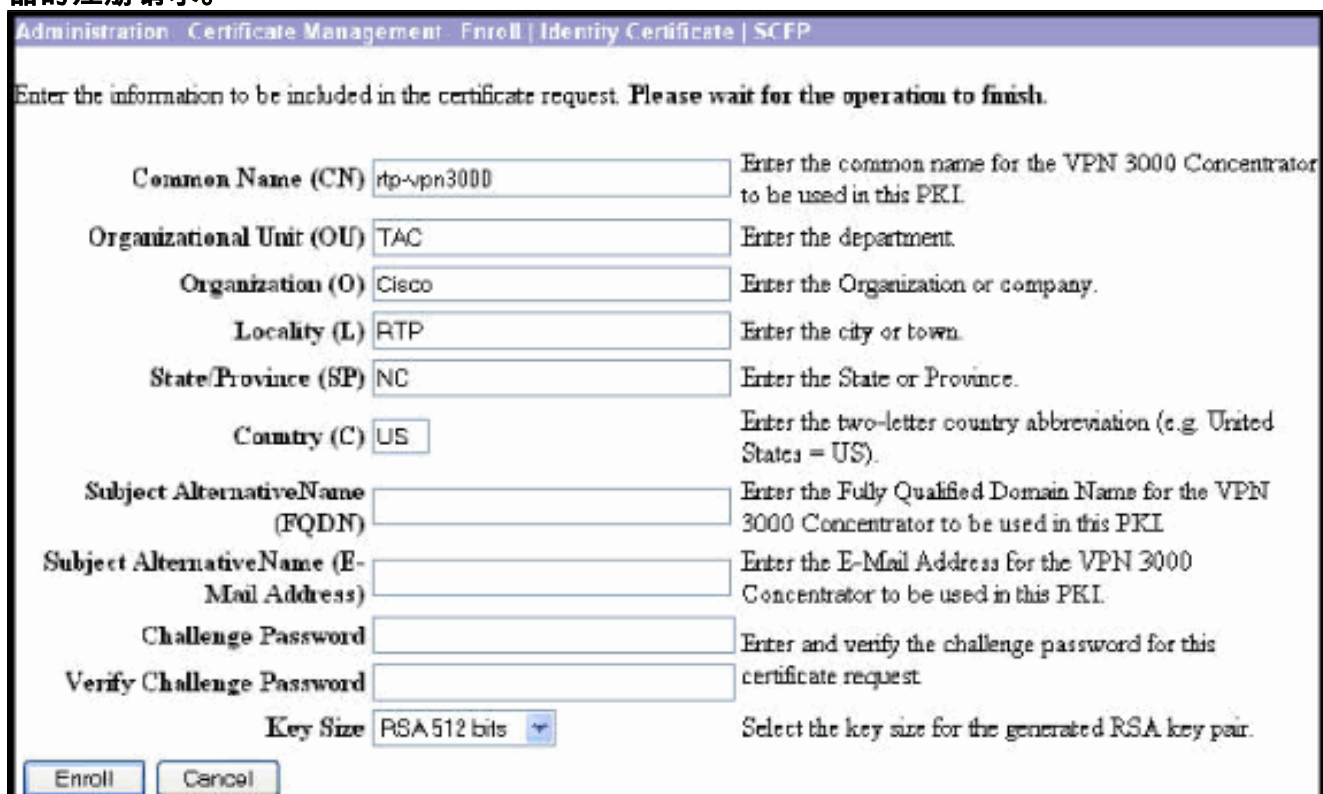 器的注册请求。
Administration Certificate Management Enroll | Identity Certificate | SCEP
Enter the information to be included in the certificate request. Please wait for the operation to finish.
Common Name (CN) rtp-vpn3000 Enter the common name for the VPN 3000 Concentrator
to be used in this PKI.
Organizational Unit (OU) TAC Enter the department.
Organization (O) Cisco Enter the Organization or company.
Locality (L) RTP Enter the city or town.
State/Province (SP) NC Enter the State or Province.
Country (C) US Enter the two-letter country abbreviation (e.g. United
States = US).
Subject AlternativeName
(FQDN)
Enter the Fully Qualified Domain Name for the VPN
3000 Concentrator to be used in this PKI.
Subject AlternativeName (E-
Mail Address)
Enter the E-Mail Address for the VPN 3000
Concentrator to be used in this PKI.
Challenge Password
Verify Challenge Password
Enter and verify the challenge password for this
certificate request.
Key Size RSA 512 bits Select the key size for the generated RSA key pair.
Enroll Cancel